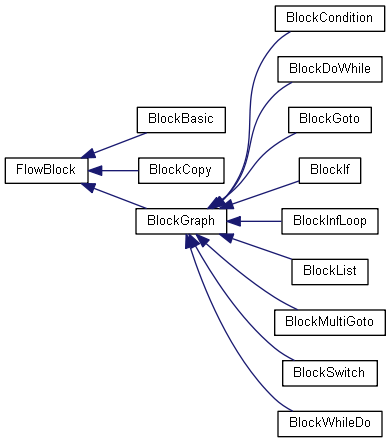 BlockCondition
BlockDoWhile
BlockBasic
BlockGoto
FlowBlock
BlockCopy
BlockIf
BlockGraph
BlockInfLoop
BlockList
BlockMultiGoto
BlockSwitch
BlockWhileDo